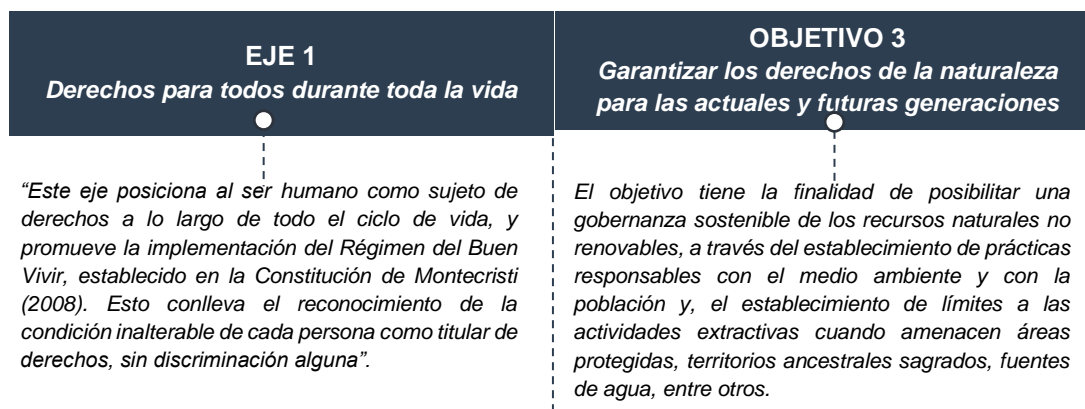 EJE 1
Derechos para todos durante toda la vida
“Este eje posiciona al ser humano como sujeto de
derechos a lo largo de todo el ciclo de vida, y
promueve la implementación del Régimen del Buen
Vivir, establecido en la Constitución de Montecristi
(2008). Esto conlleva el reconocimiento de la
condición inalterable de cada persona como titular de
derechos, sin discriminación alguna”.
OBJETIVO 3
Garantizar los derechos de la naturaleza
para las actuales y futuras generaciones
El objetivo tiene la finalidad de posibilitar una
gobernanza sostenible de los recursos naturales no
renovables, a través del establecimiento de prácticas
responsables con el medio ambiente y con la
población y, el establecimiento de límites a las
actividades extractivas cuando amenacen áreas
protegidas, territorios ancestrales sagrados, fuentes
de agua, entre otros.